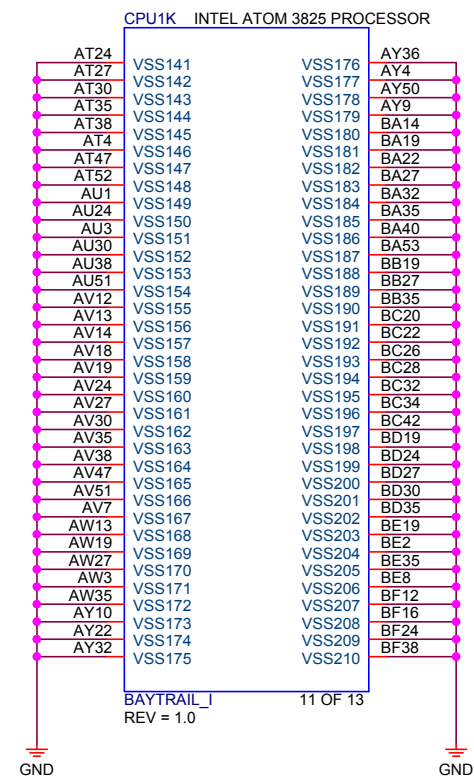 CPU1K INTEL ATOM 3825 PROCESSOR
AT24 VSS141 VSS176 AY36
AT27 VSS142 VSS177 AY4
AT30 VSS143 VSS178 AY50
AT35 VSS144 VSS179 AY9
AT38 VSS145 VSS180 BA14
AT4 VSS146 VSS181 BA19
AT47 VSS147 VSS182 BA22
AT52 VSS148 VSS183 BA27
AU1 VSS149 VSS184 BA32
AU24 VSS150 VSS185 BA35
AU3 VSS151 VSS186 BA40
AU30 VSS152 VSS187 BA53
AU38 VSS153 VSS188 BB19
AU51 VSS154 VSS189 BB27
AV12 VSS155 VSS190 BB35
AV13 VSS156 VSS191 BC20
AV14 VSS157 VSS192 BC22
AV18 VSS158 VSS193 BC26
AV19 VSS159 VSS194 BC28
AV24 VSS160 VSS195 BC32
AV27 VSS161 VSS196 BC34
AV30 VSS162 VSS197 BC42
AV35 VSS163 VSS198 BD19
AV38 VSS164 VSS199 BD24
AV47 VSS165 VSS200 BD27
AV51 VSS166 VSS201 BD30
AV7 VSS167 VSS202 BD35
AW13 VSS168 VSS203 BE19
AW19 VSS169 VSS204 BE2
AW27 VSS170 VSS205 BE35
AW3 VSS171 VSS206 BE8
AW35 VSS172 VSS207 BF12
AY10 VSS173 VSS208 BF16
AY22 VSS174 VSS209 BF24
AY32 VSS175 VSS210 BF38
BAYTRAIL_I 11 OF 13
REV = 1.0
GND GND